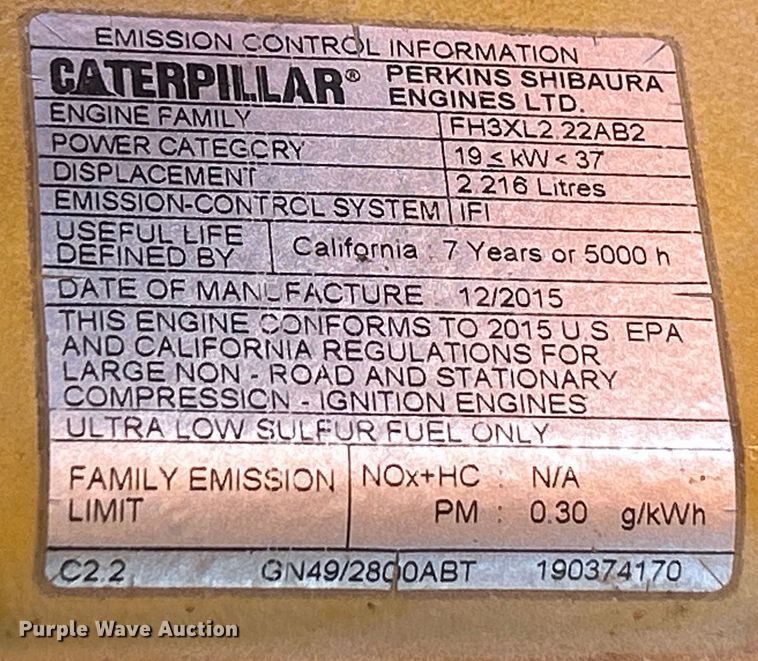 EMISSION CONTROL INFORMATION
CATERPILLAR® PERKINS SHIBAURA
ENGINES LTD.
ENGINE FAMILY FH3XL2.22AB2
POWER CATEGORY 19 ≤ kW < 37
DISPLACEMENT 2.216 Litres
EMISSION-CONTROL SYSTEM IFI
USEFUL LIFE
DEFINED BY California : 7 Years or 5000 h
DATE OF MANUFACTURE 12/2015
THIS ENGINE CONFORMS TO 2015 U.S EPA
AND CALIFORNIA REGULATIONS FOR
LARGE NON - ROAD AND STATIONARY
COMPRESSION - IGNITION ENGINES
ULTRA LOW SULFUR FUEL ONLY
FAMILY EMISSION NOx+HC : N/A
LIMIT PM : 0.30 g/kWh
C2.2 GN49/2800ABT 190374170
Purple Wave Auction